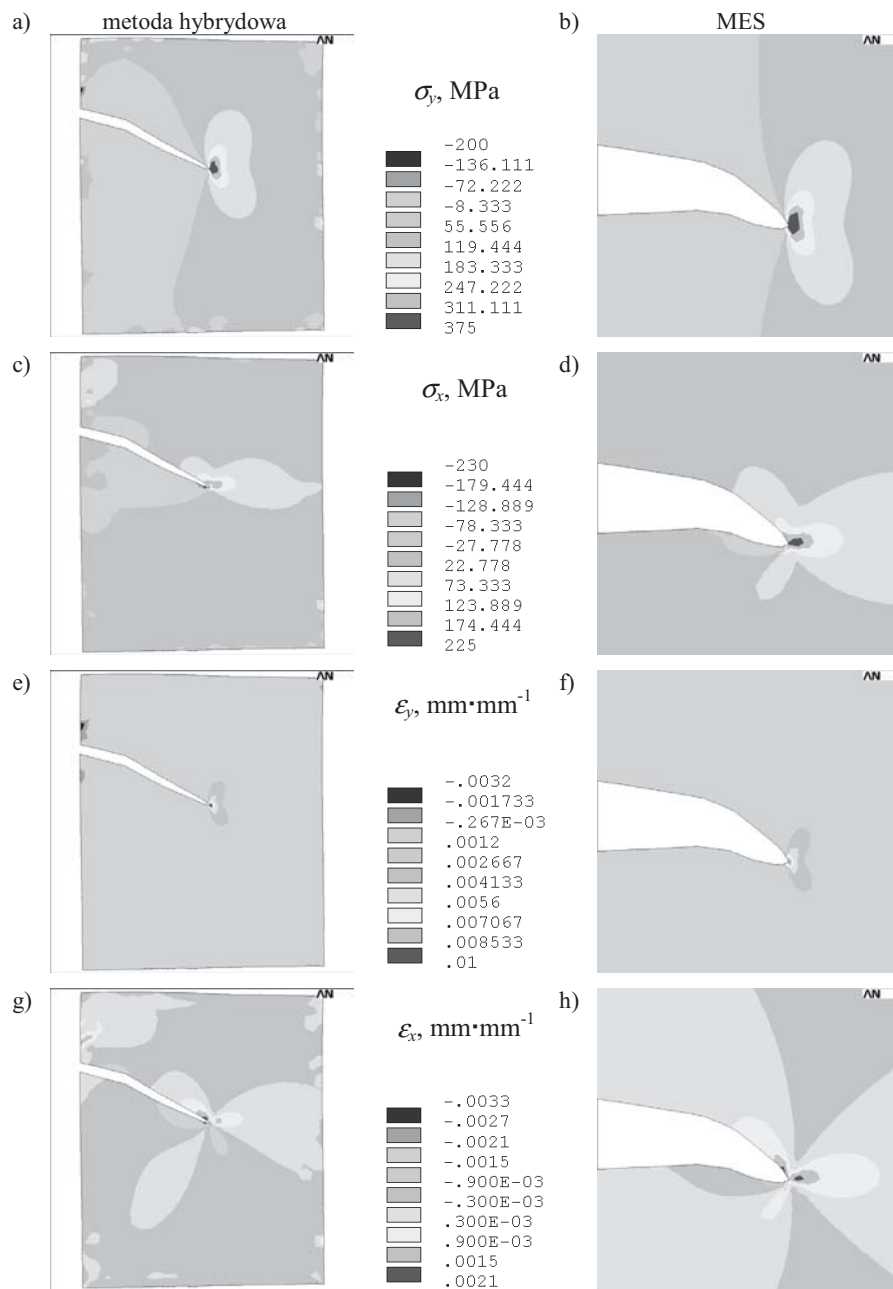 a) metoda hybrydowa
b) MES
ΛN
ΛN
σy, MPa
-200
-136.111
-72.222
-8.333
55.556
119.444
183.333
247.222
311.111
375
c)
d)
ΛN
ΛN
σx, MPa
-230
-179.444
-128.889
-78.333
-27.778
22.778
73.333
123.889
174.444
225
e)
f)
ΛN
ΛN
εy, mm·mm-1
-.0032
-.001733
-.267E-03
.0012
.002667
.004133
.0056
.007067
.008533
.01
g)
h)
ΛN
ΛN
εx, mm·mm-1
-.0033
-.0027
-.0021
-.0015
-.900E-03
-.300E-03
.300E-03
.900E-03
.0015
.0021